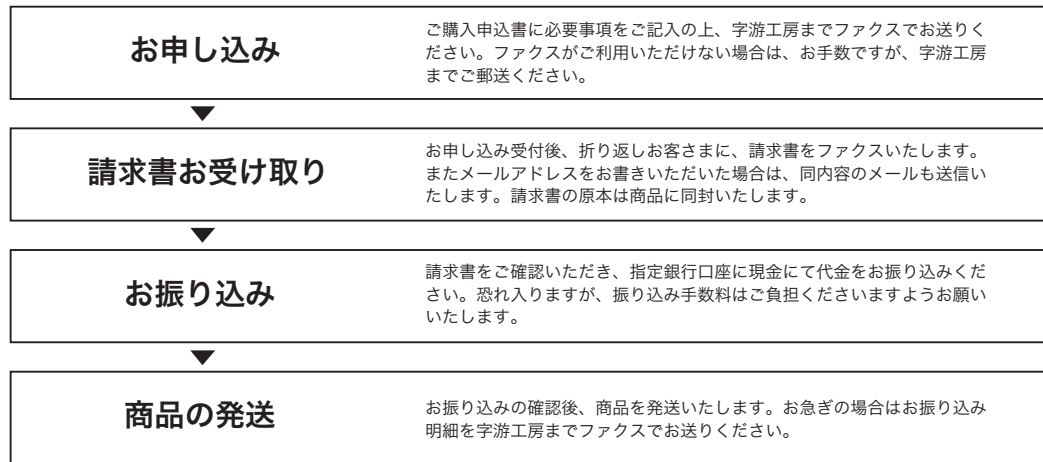 お申し込み
ご購入申込書に必要事項をご記入の上、字游工房までファクスでお送りく
ださい。ファクスがご利用いただけない場合は、お手数ですが、字游工房
までご郵送ください。
請求書お受け取り
お申し込み受付後、折り返しお客さまに、請求書をファクスいたします。
またメールアドレスをお書きいただいた場合は、同内容のメールも送信い
たします。請求書の原本は商品に同封いたします。
お振り込み
請求書をご確認いただき、指定銀行口座に現金にて代金をお振り込みくだ
さい。恐れ入りますが、振り込み手数料はご負担くださいますようお願い
いたします。
商品の発送
お振り込みの確認後、商品を発送いたします。お急ぎの場合はお振り込み
明細を字游工房までファクスでお送りください。